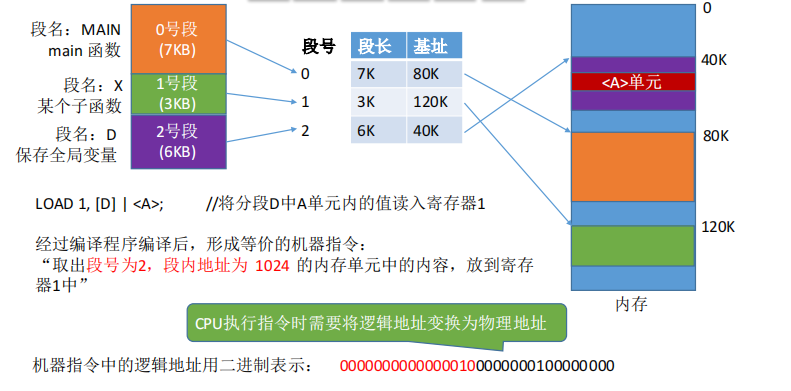 段名：MAIN
main 函数
0号段
(7KB)
段名：X
某个子函数
1号段
(3KB)
段名：D
保存全局变量
2号段
(6KB)
段号 段长 基址
0 7K 80K
1 3K 120K
2 6K 40K
0
40K
<A>单元
80K
120K
内存
LOAD 1, [D] | <A>; //将分段D中A单元内的值读入寄存器1
经过编译程序编译后，形成等价的机器指令：
“取出段号为2，段内地址为 1024 的内存单元中的内容，放到寄存
器1中”
CPU执行指令时需要将逻辑地址变换为物理地址
机器指令中的逻辑地址用二进制表示： 00000000000000100000000100000000